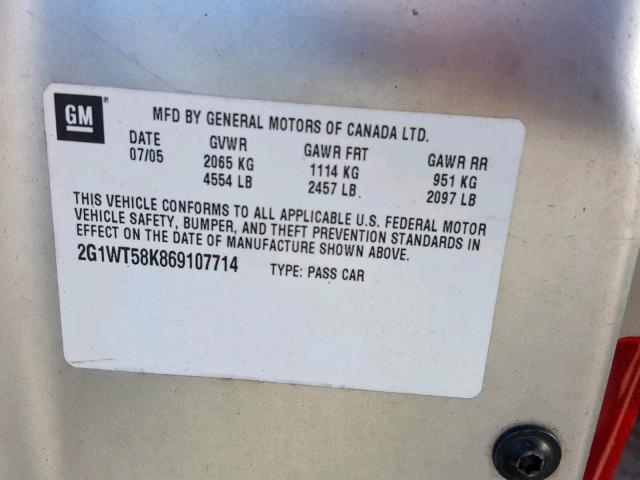 GM®
MFD BY GENERAL MOTORS OF CANADA LTD.
DATE GVWR GAWR FRT GAWR RR
07/05 2065 KG 1114 KG 951 KG
4554 LB 2457 LB 2097 LB
THIS VEHICLE CONFORMS TO ALL APPLICABLE U.S. FEDERAL MOTOR
VEHICLE SAFETY, BUMPER, AND THEFT PREVENTION STANDARDS IN
EFFECT ON THE DATE OF MANUFACTURE SHOWN ABOVE.
2G1WT58K869107714 TYPE: PASS CAR